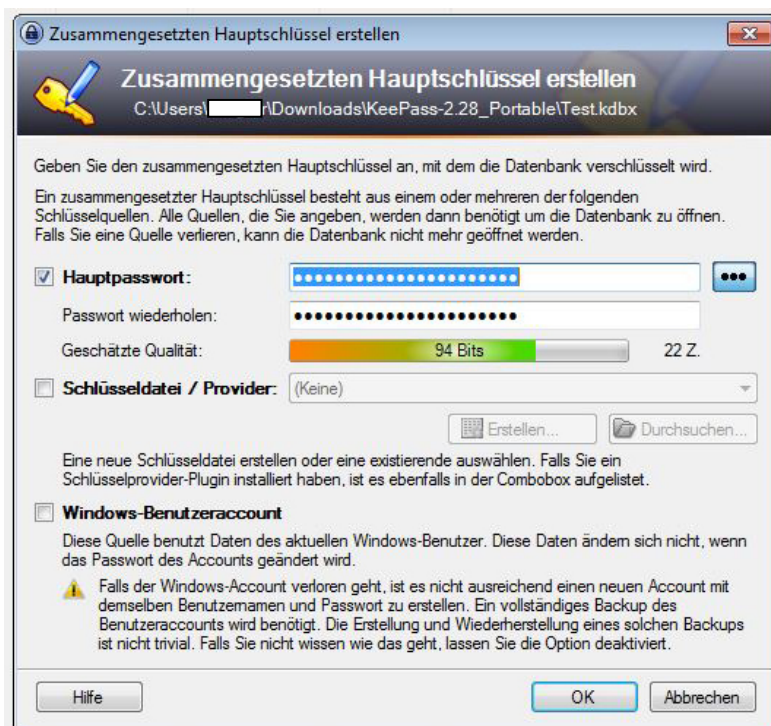 Zusammengesetzten Hauptschlüssel erstellen
Zusammengesetzten Hauptschlüssel erstellen
C:\Users\ r\Downloads\KeePass-2.28_Portable\Test.kdbx
Geben Sie den zusammengesetzten Hauptschlüssel an, mit dem die Datenbank verschlüsselt wird.
Ein zusammengesetzter Hauptschlüssel besteht aus einem oder mehreren der folgenden
Schlüsselquellen. Alle Quellen, die Sie angeben, werden dann benötigt um die Datenbank zu öffnen.
Falls Sie eine Quelle verlieren, kann die Datenbank nicht mehr geöffnet werden.
Hauptpasswort:
Passwort wiederholen:
Geschätzte Qualität: 94 Bits 22 Z.
Schlüsseldatei / Provider: (Keine)
Erstellen... Durchsuchen...
Eine neue Schlüsseldatei erstellen oder eine existierende auswählen. Falls Sie ein
Schlüsselprovider-Plugin installiert haben, ist es ebenfalls in der Combobox aufgelistet.
Windows-Benutzeraccount
Diese Quelle benutzt Daten des aktuellen Windows-Benutzer. Diese Daten ändern sich nicht, wenn
das Passwort des Accounts geändert wird.
Falls der Windows-Account verloren geht, ist es nicht ausreichend einen neuen Account mit
demselben Benutzernamen und Passwort zu erstellen. Ein vollständiges Backup des
Benutzeraccounts wird benötigt. Die Erstellung und Wiederherstellung eines solchen Backups
ist nicht trivial. Falls Sie nicht wissen wie das geht, lassen Sie die Option deaktiviert.
Hilfe OK Abbrechen